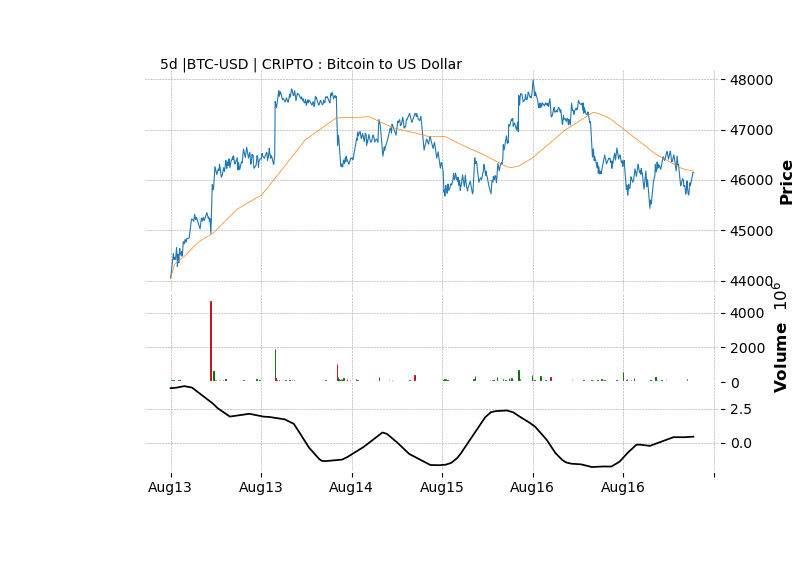 5d |BTC-USD | CRIPTO : Bitcoin to US Dollar
48000
47000
46000
45000
44000
Price
10^6
4000
2000
0
Volume
2.5
0.0
Aug13 Aug13 Aug14 Aug15 Aug16 Aug16